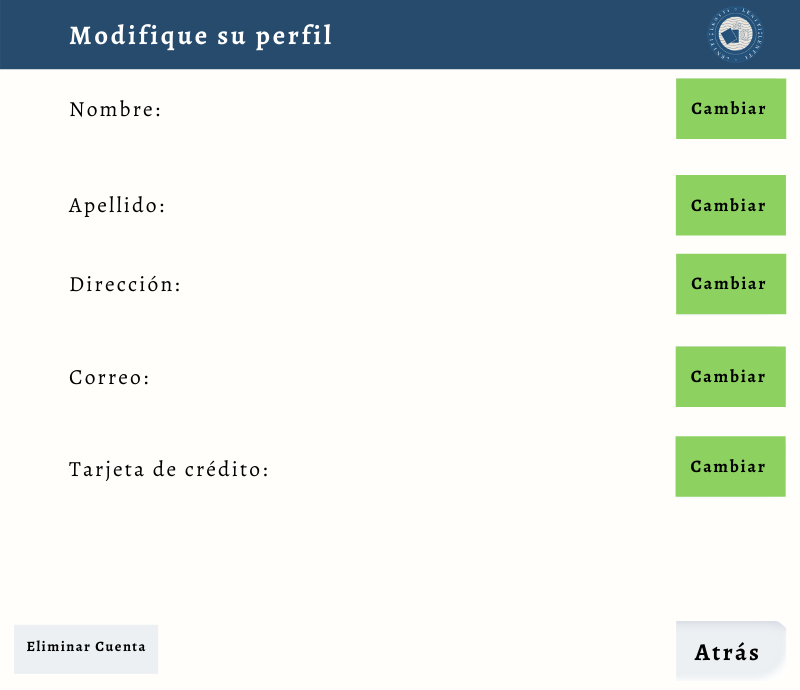 Modifique su perfil
Nombre:
Cambiar
Apellido:
Cambiar
Dirección:
Cambiar
Correo:
Cambiar
Tarjeta de crédito:
Cambiar
Eliminar Cuenta
Atrás